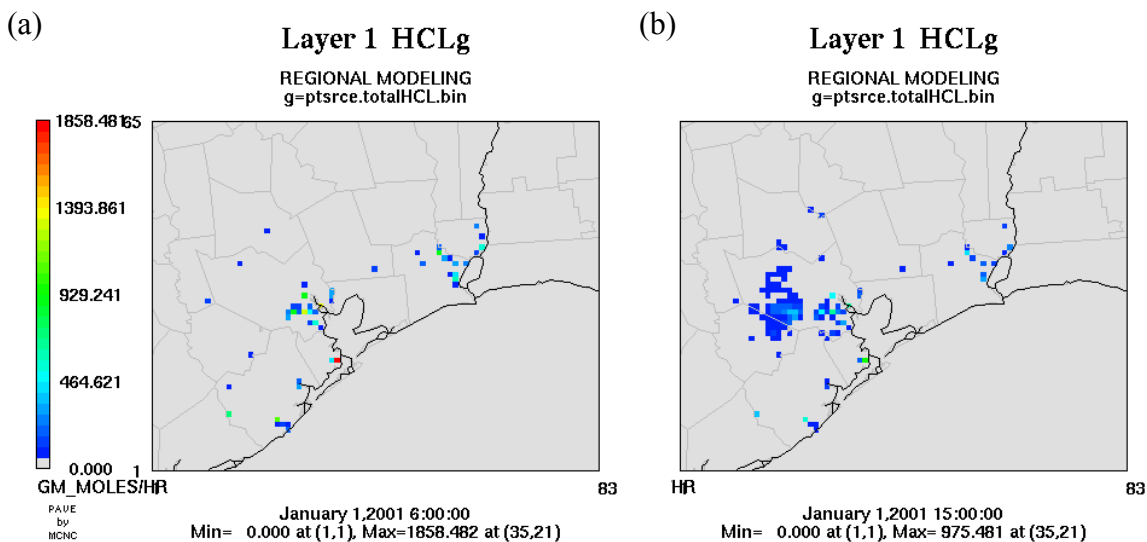 (a)
Layer 1 HCLg
REGIONAL MODELING
g=ptsrce.totalHCL.bin
1858.481
65
1393.861
929.241
464.621
0.000
1
GM_MOLES/HR
83
PAVE
by
MCNC
January 1,2001 6:00:00
Min= 0.000 at (1,1), Max=1858.482 at (35,21)
(b)
Layer 1 HCLg
REGIONAL MODELING
g=ptsrce.totalHCL.bin
HR
83
January 1,2001 15:00:00
Min= 0.000 at (1,1), Max= 975.481 at (35,21)